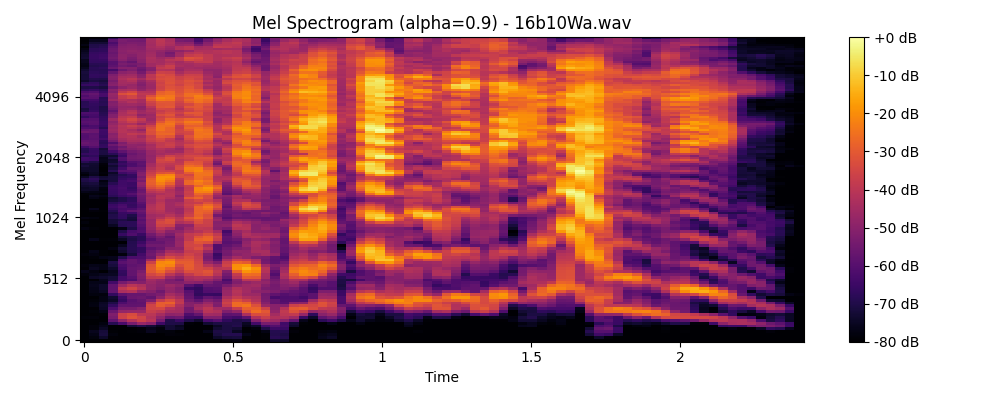 Mel Spectrogram (alpha=0.9) - 16b10Wa.wav
+0 dB
-10 dB
-20 dB
-30 dB
-40 dB
-50 dB
-60 dB
-70 dB
-80 dB
4096
2048
1024
512
0
Mel Frequency
0
0.5
1
1.5
2
Time